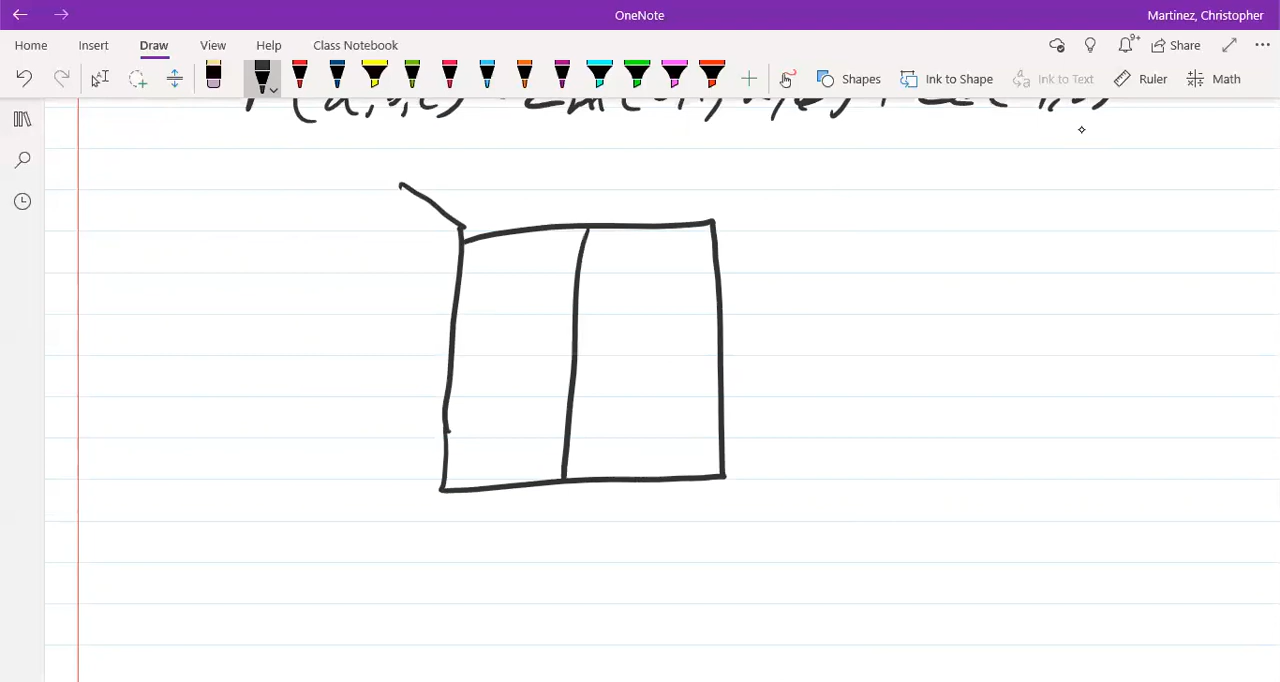 OneNote
Martínez, Christopher
Home Insert Draw View Help Class Notebook Share
Shapes Ink to Shape Ink to Text Ruler Math